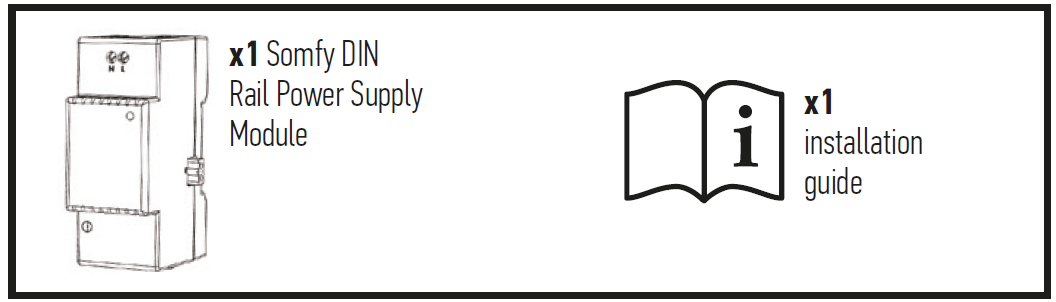 N L
x1 Somfy DIN
Rail Power Supply
Module
i
x1
installation
guide